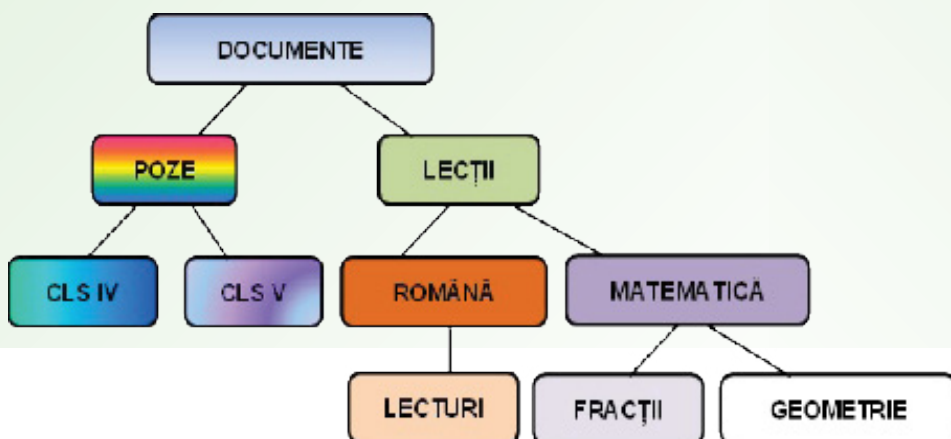 DOCUMENTE
POZE
LECȚII
CLS IV
CLS V
ROMÂNĂ
MATEMATICĂ
LECTURI
FRACȚII
GEOMETRIE